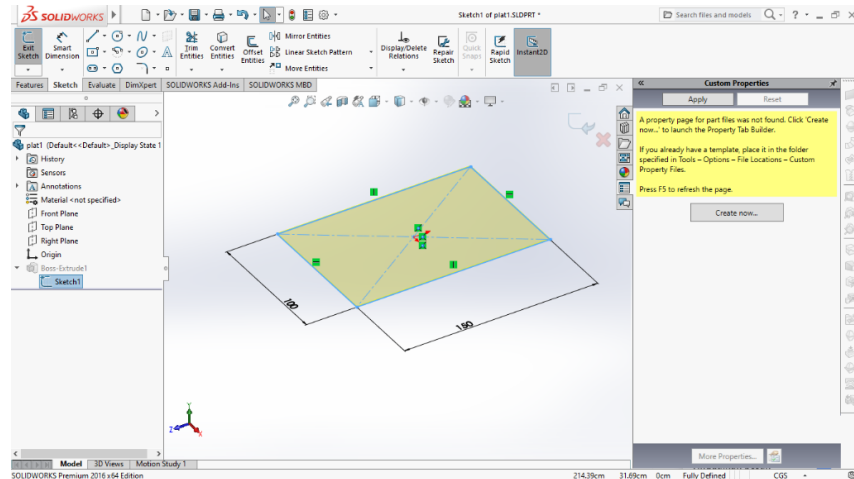 SOLIDWORKS
Sketch1 of plat1.SLDPRT *
Search files and models
Exit Sketch
Smart Dimension
Trim Entities
Convert Entities
Offset Entities
Mirror Entities
Linear Sketch Pattern
Move Entities
Display/Delete Relations
Repair Sketch
Quick Snaps
Rapid Sketch
Instant2D
Features Sketch Evaluate DimXpert SOLIDWORKS Add-Ins SOLIDWORKS MBD
plat1 (Default<<Default>_Display State 1
History
Sensors
Annotations
Material <not specified>
Front Plane
Top Plane
Right Plane
Origin
Boss-Extrude1
Sketch1
100
Y
Z
X
Custom Properties
Apply Reset
A property page for part files was not found. Click 'Create
now...' to launch the Property Tab Builder.
If you already have a template, place it in the folder
specified in Tools – Options – File Locations – Custom
Property Files.
Press F5 to refresh the page.
Create now...
More Properties...
Model 3D Views Motion Study 1
SOLIDWORKS Premium 2016 x64 Edition
214.39cm 31.69cm 0cm Fully Defined CGS